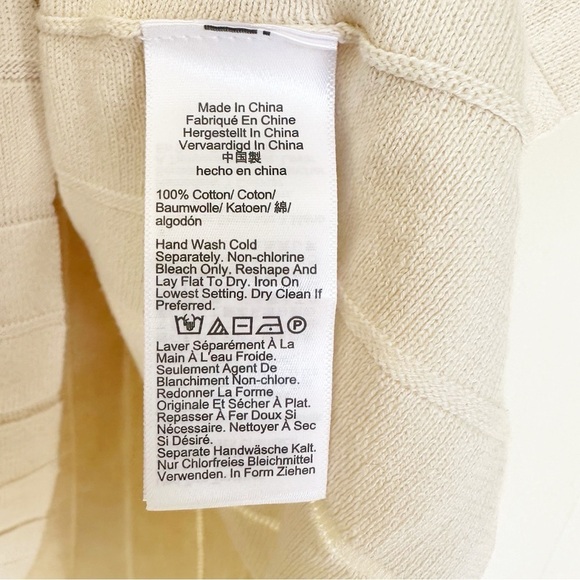 Made In China
Fabriqué En Chine
Hergestellt In China
Vervaardigd In China
中国製
hecho en china
100% Cotton/ Coton/
Baumwolle/ Katoen/ 綿/
algodón
Hand Wash Cold
Separately. Non-chlorine
Bleach Only. Reshape And
Lay Flat To Dry. Iron On
Lowest Setting. Dry Clean If
Preferred.
P
Laver Séparément À La
Main À L'eau Froide.
Seulement Agent De
Blanchiment Non-chlore.
Redonner La Forme
Originale Et Sécher À Plat.
Repasser À Fer Doux Si
Nécessaire. Nettoyer À Sec
Si Désiré.
Separate Handwäsche Kalt.
Nur Chlorfreies Bleichmittel
Verwenden. In Form Ziehen